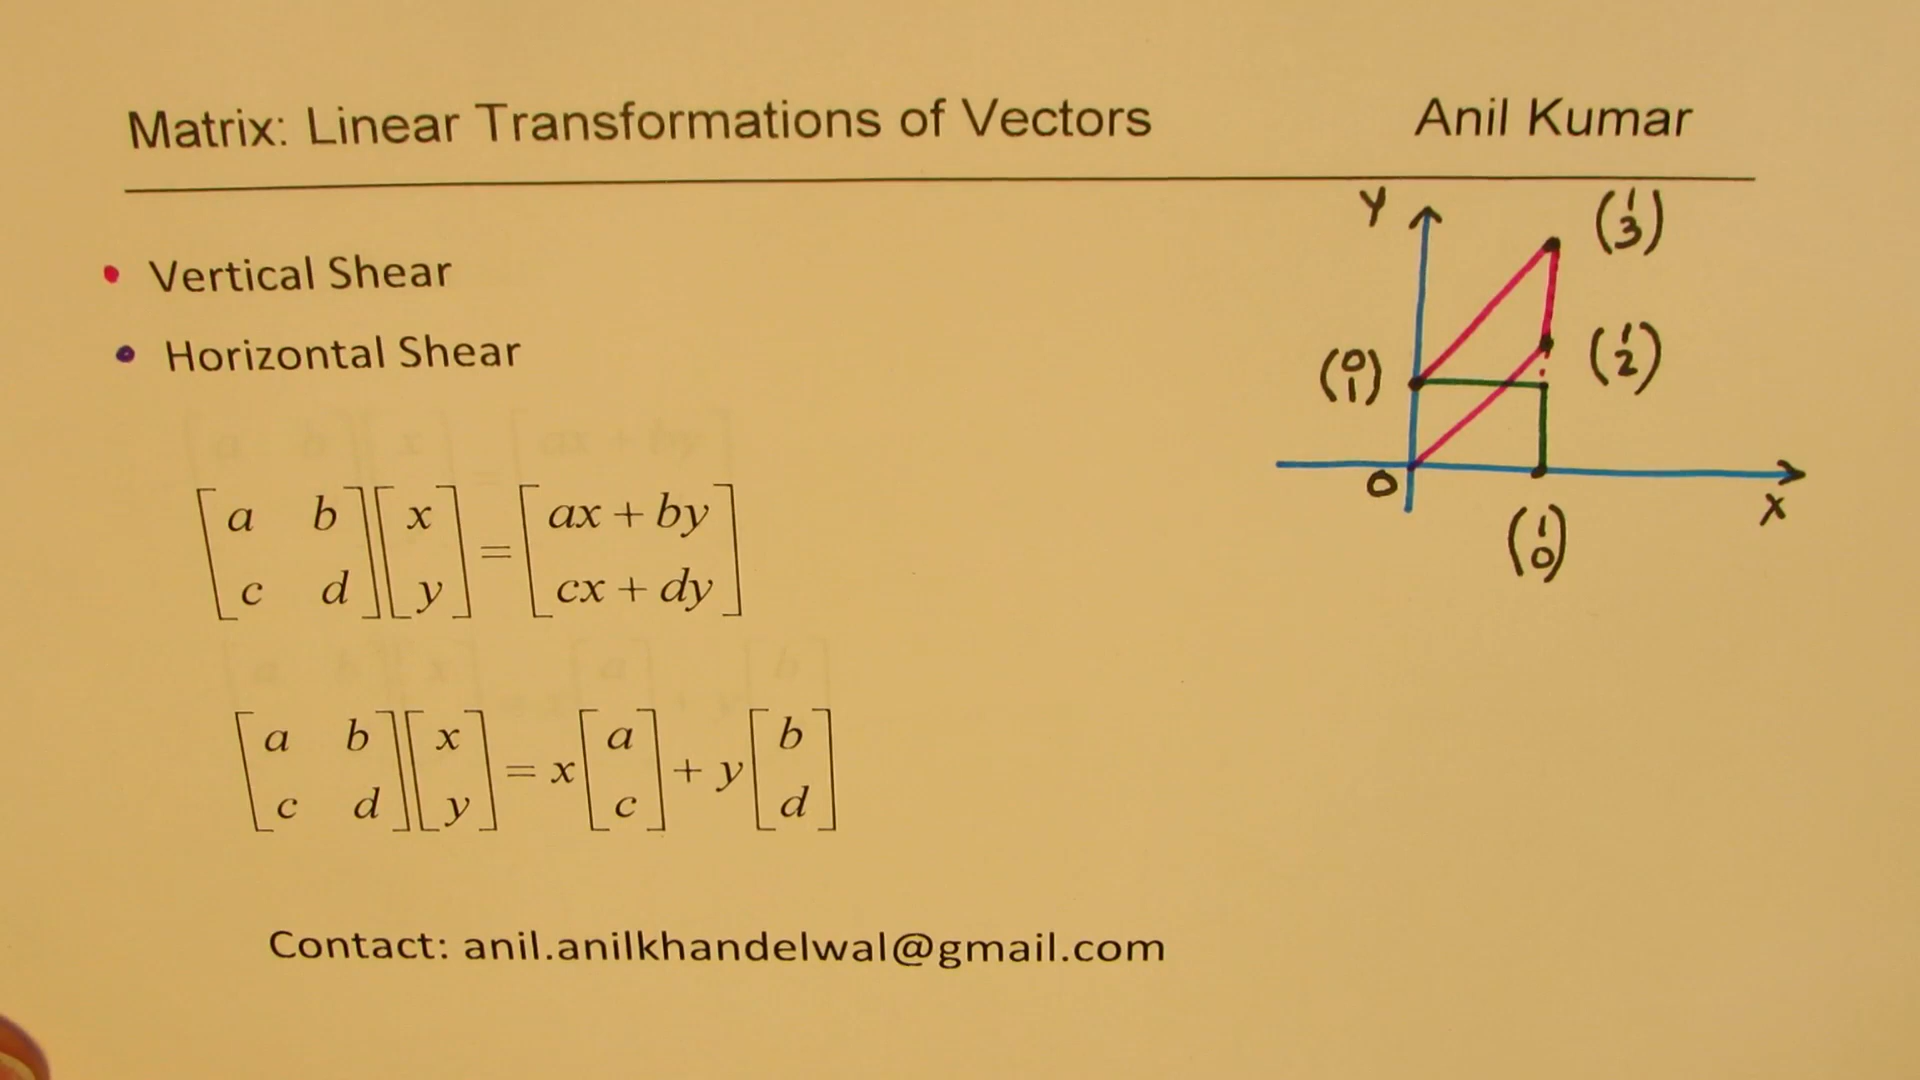 Matrix: Linear Transformations of Vectors
Anil Kumar
• Vertical Shear
• Horizontal Shear
[a b; c d][x; y] = [ax + by; cx + dy]
[a b; c d][x; y] = x[a; c] + y[b; d]
Contact: anil.anilkhandelwal@gmail.com
Y
(1 3)
(0 1)
(1 2)
O
X
(1 0)